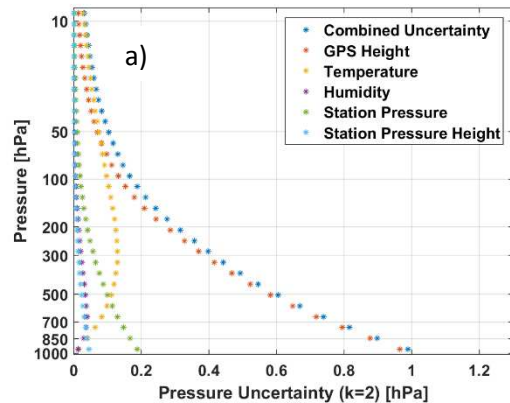 a)
Combined Uncertainty
GPS Height
Temperature
Humidity
Station Pressure
Station Pressure Height
Pressure [hPa]
10
50
100
200
300
500
700
850
1000
0
0.2
0.4
0.6
0.8
1
1.2
Pressure Uncertainty (k=2) [hPa]